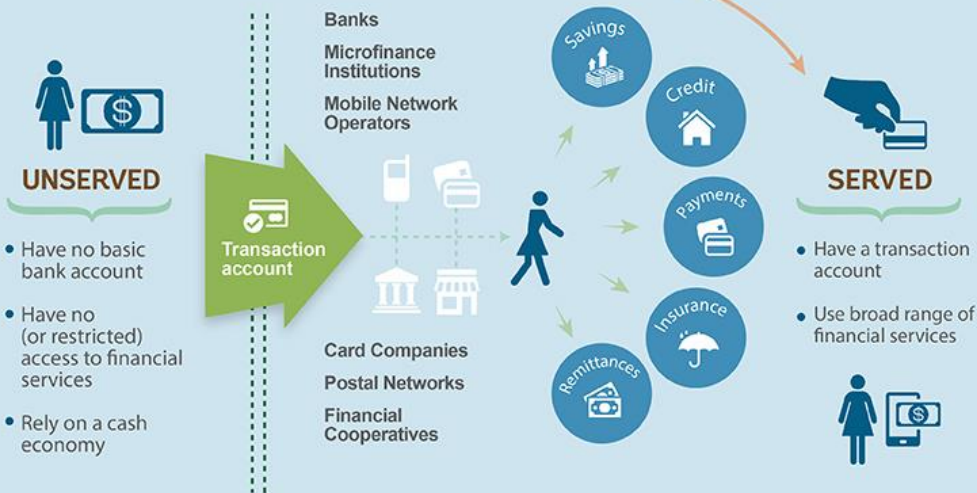 UNSERVED
• Have no basic
bank account
• Have no
(or restricted)
access to financial
services
• Rely on a cash
economy
Transaction
account
Banks
Microfinance
Institutions
Mobile Network
Operators
Card Companies
Postal Networks
Financial
Cooperatives
Savings
Credit
Payments
Insurance
Remittances
SERVED
• Have a transaction
account
• Use broad range of
financial services